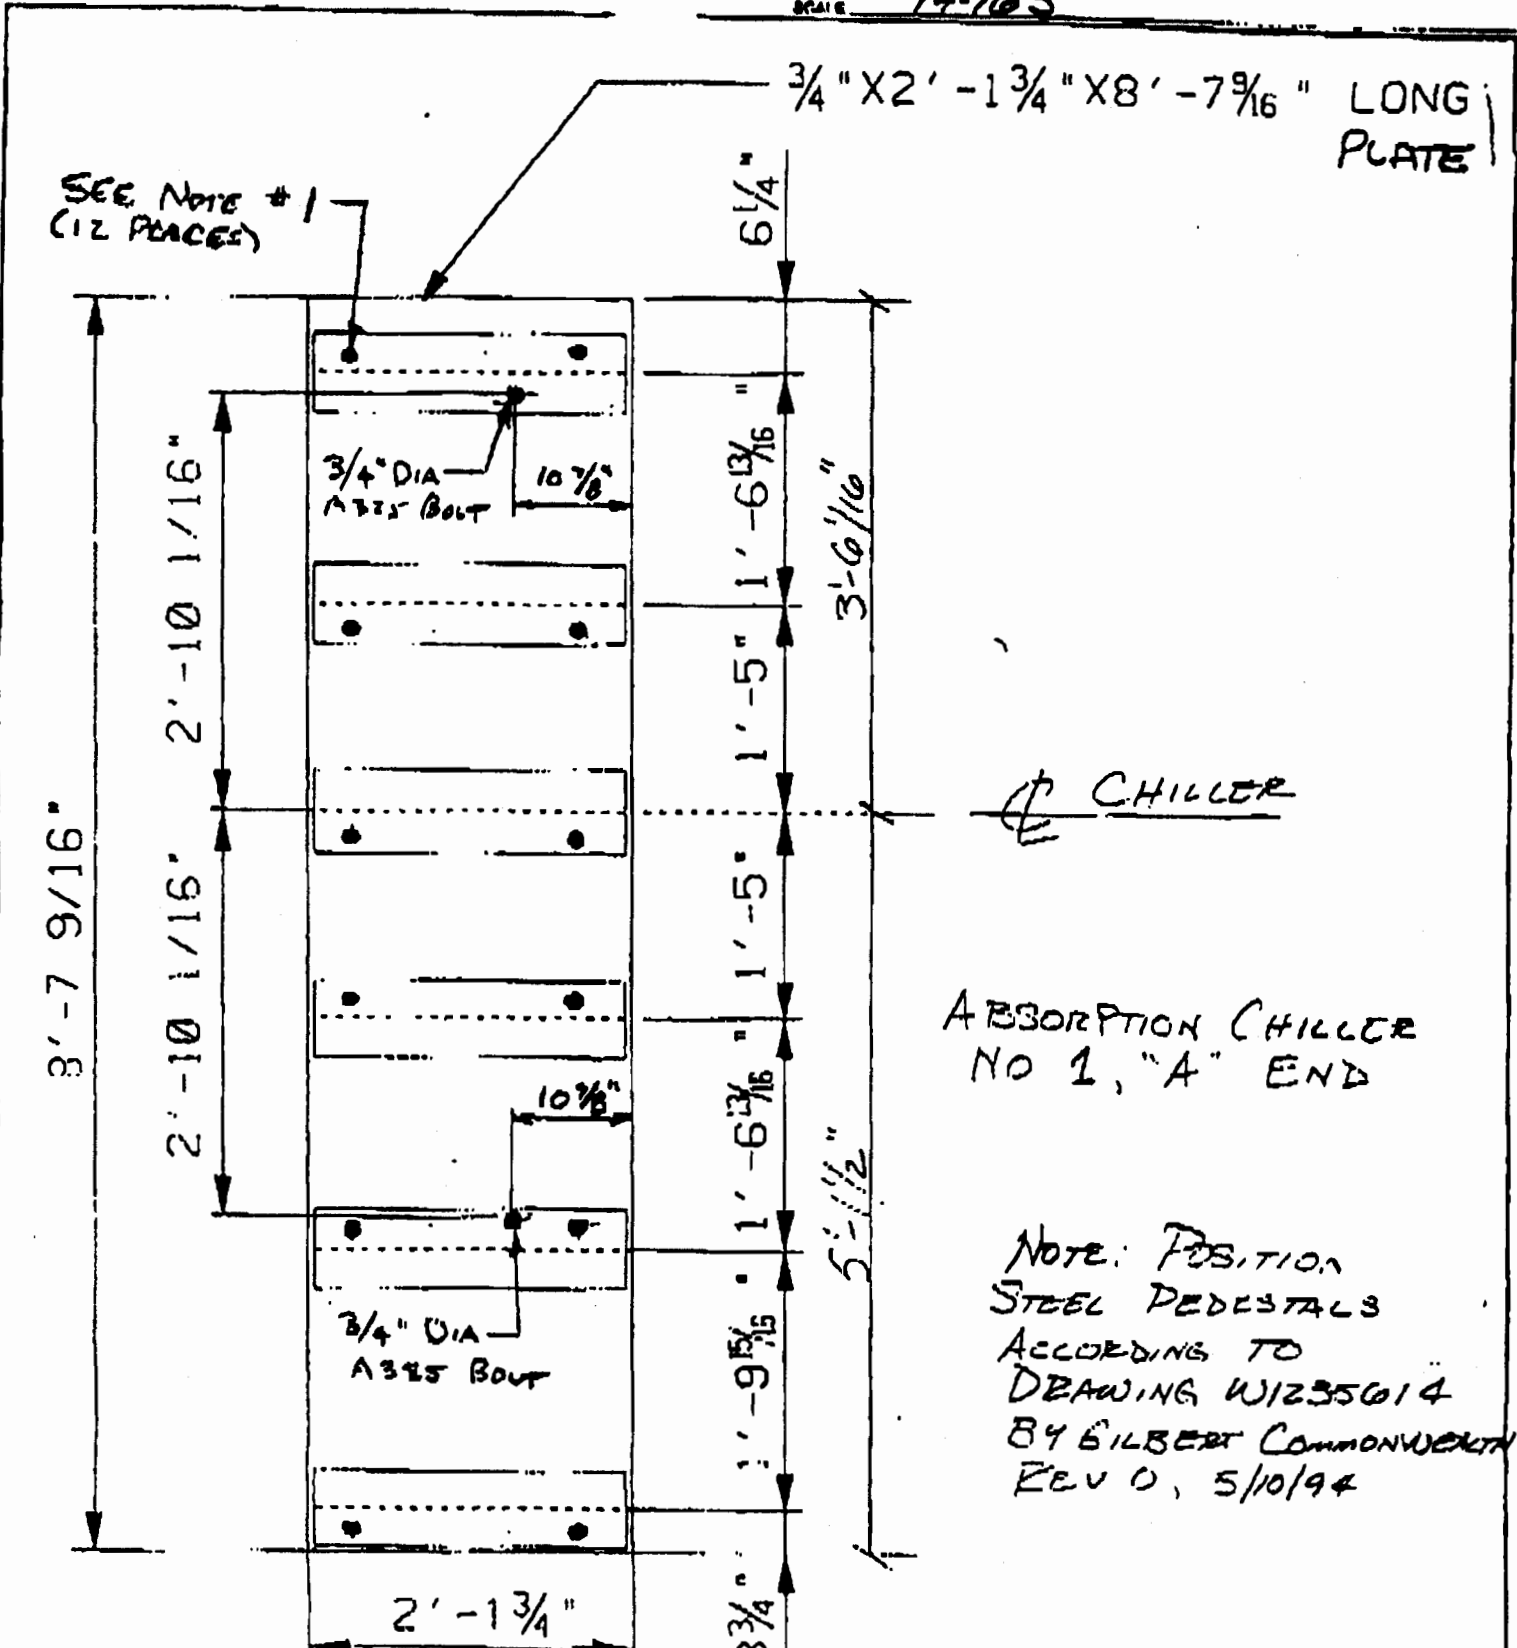 SCALE
3/4" X2'-1 3/4" X8'-7 9/16" LONG
PLATE
SEE NOTE #1
(12 PLACES)
6 1/4"
3/4" DIA
A325 BOLT
10 7/8"
2'-10 1/16"
1'-6 13/16"
3'-6 1/16"
1'-5"
℄ CHILLER
8'-7 9/16"
2'-10 1/16"
1'-5"
ABSORPTION CHILLER
NO 1, "A" END
10 7/8"
1'-6 13/16"
5'-1 1/2"
3/4" DIA
A325 BOLT
1'-9 15/16"
NOTE: POSITION
STEEL PEDESTALS
ACCORDING TO
DRAWING W1235614
BY GILBERT COMMONWEALTH
REV 0, 5/10/94
2'-1 3/4"